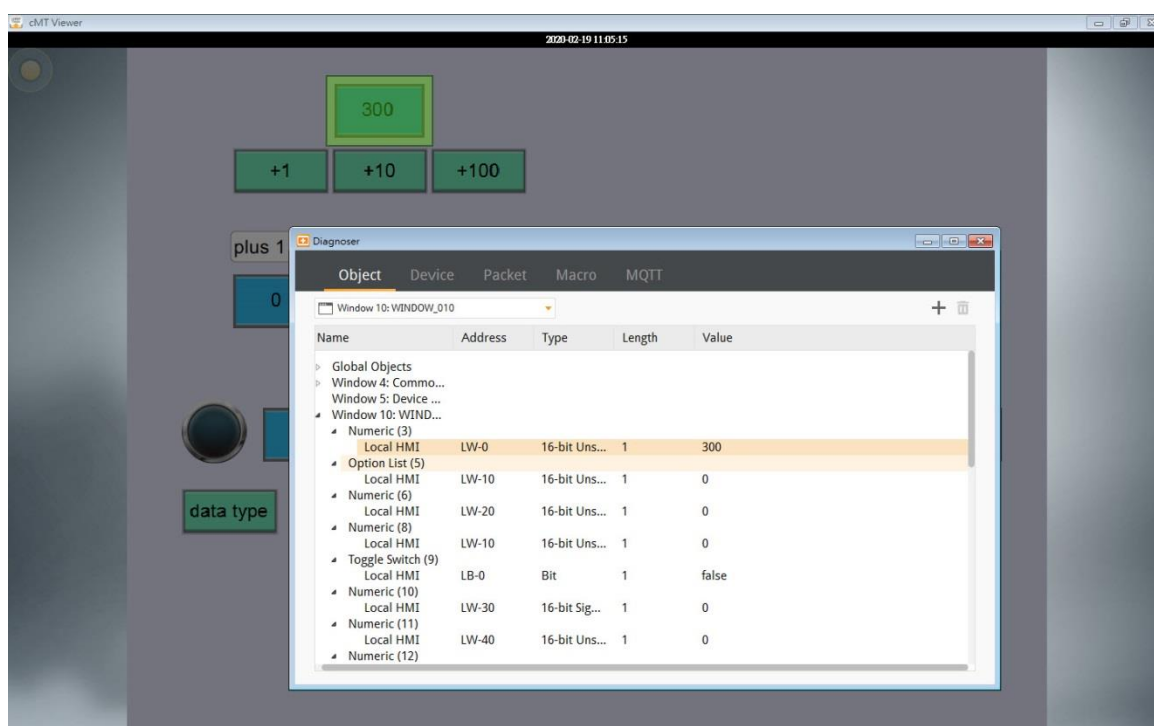 cMT Viewer
2020-02-19 11:05:15
300
+1 +10 +100
plus 1
0
data type
Diagnoser
Object Device Packet Macro MQTT
Window 10: WINDOW_010
Name Address Type Length Value
Global Objects
Window 4: Commo...
Window 5: Device ...
Window 10: WIND...
Numeric (3)
Local HMI LW-0 16-bit Uns... 1 300
Option List (5)
Local HMI LW-10 16-bit Uns... 1 0
Numeric (6)
Local HMI LW-20 16-bit Uns... 1 0
Numeric (8)
Local HMI LW-10 16-bit Uns... 1 0
Toggle Switch (9)
Local HMI LB-0 Bit 1 false
Numeric (10)
Local HMI LW-30 16-bit Sig... 1 0
Numeric (11)
Local HMI LW-40 16-bit Uns... 1 0
Numeric (12)